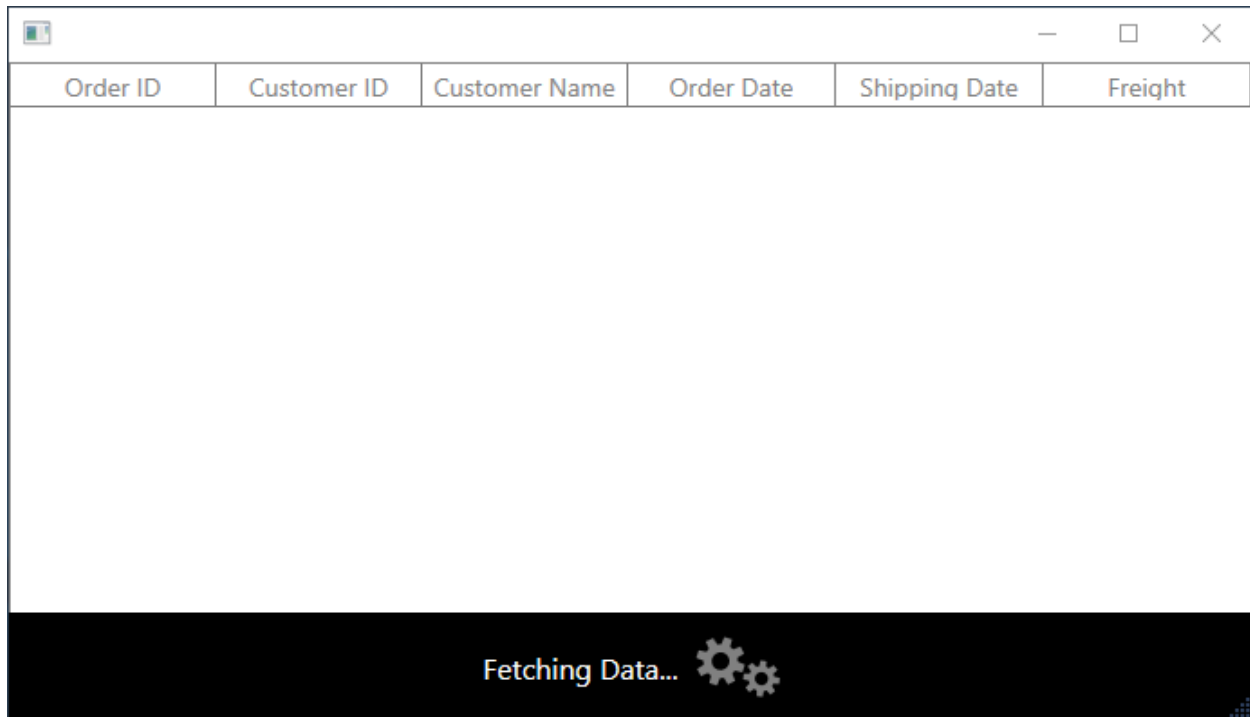 Order ID Customer ID Customer Name Order Date Shipping Date Freight
Fetching Data...